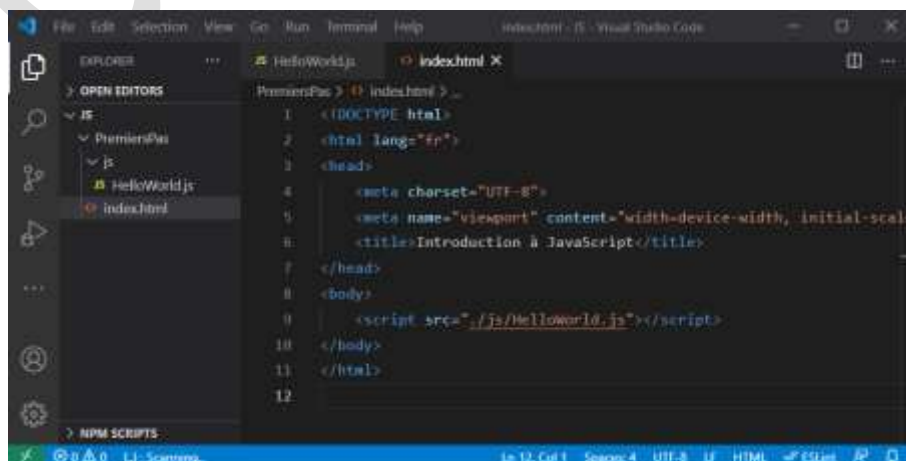 File Edit Selection View Go Run Terminal Help index.html - JS - Visual Studio Code
EXPLORER
HelloWorld.js
index.html
OPEN EDITORS
PremiersPas > index.html > ...
JS
PremiersPas
js
JS HelloWorld.js
index.html
NPM SCRIPTS
1 <!DOCTYPE html>
2 <html lang="fr">
3 <head>
4 <meta charset="UTF-8">
5 <meta name="viewport" content="width=device-width, initial-scal
6 <title>Introduction à JavaScript</title>
7 </head>
8 <body>
9 <script src="./js/HelloWorld.js"></script>
10 </body>
11 </html>
12
0 0 Scanning.. Ln 12, Col 1 Spaces: 4 UTF-8 LF HTML ESLint